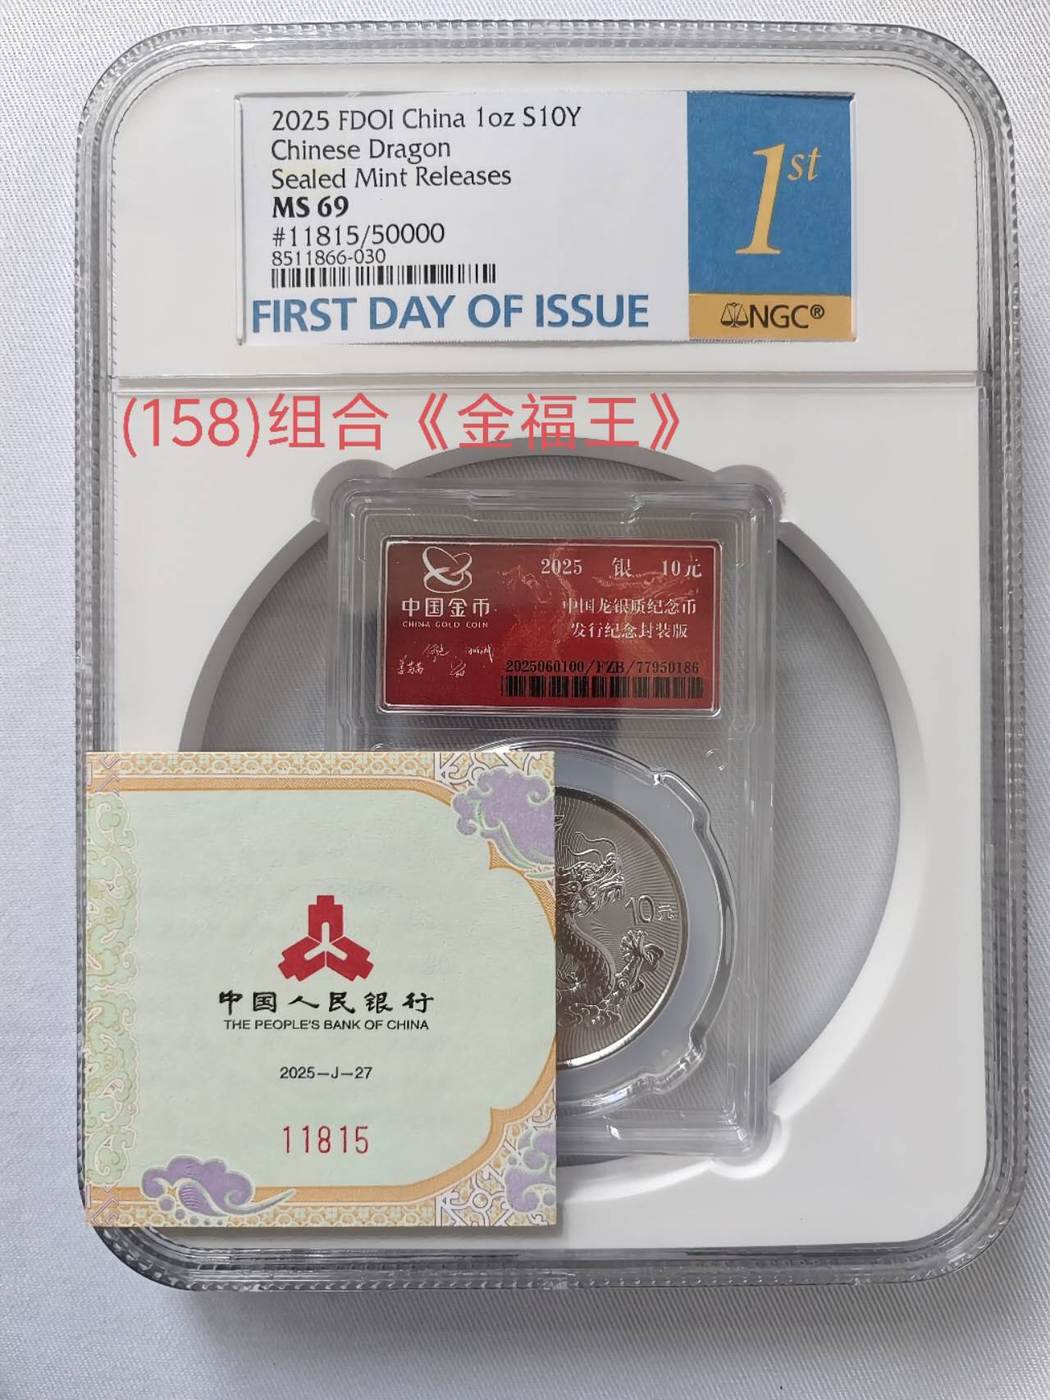 2025 FDOI China 1oz S10Y
Chinese Dragon
Sealed Mint Releases
MS 69
#11815/50000
8511866-030
FIRST DAY OF ISSUE
1st
NGC®
(158)组合《金福王》
2025 银 10元
中国金币
CHINA GOLD COIN
中国龙银质纪念币
发行纪念封装版
2025060100/FZB/77950186
10元
中国人民银行
THE PEOPLE'S BANK OF CHINA
2025-J-27
11815